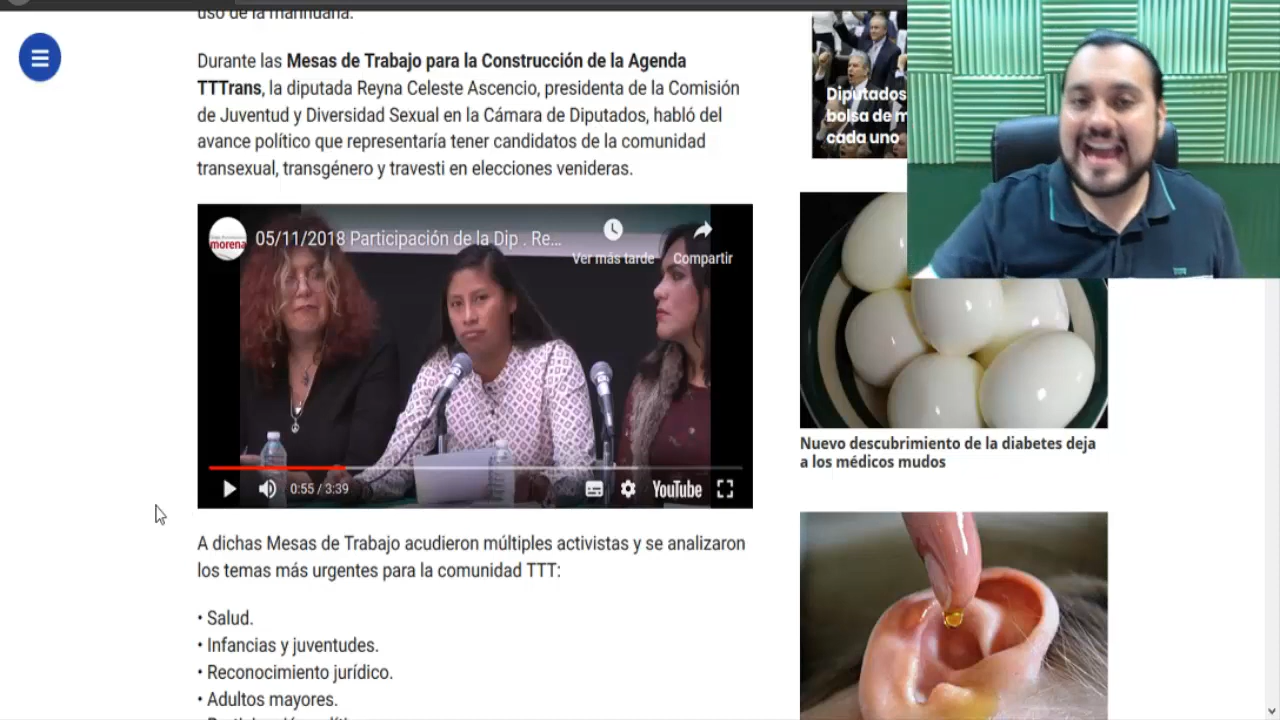 uso de la marihuana.
Durante las Mesas de Trabajo para la Construcción de la Agenda
TTTrans, la diputada Reyna Celeste Ascencio, presidenta de la Comisión
de Juventud y Diversidad Sexual en la Cámara de Diputados, habló del
avance político que representaría tener candidatos de la comunidad
transexual, transgénero y travesti en elecciones venideras.
morena
05/11/2018 Participación de la Dip . Re...
Ver más tarde
Compartir
0:55 / 3:39
YouTube
A dichas Mesas de Trabajo acudieron múltiples activistas y se analizaron
los temas más urgentes para la comunidad TTT:
• Salud.
• Infancias y juventudes.
• Reconocimiento jurídico.
• Adultos mayores.
Diputados
bolsa de m
cada uno
Nuevo descubrimiento de la diabetes deja
a los médicos mudos